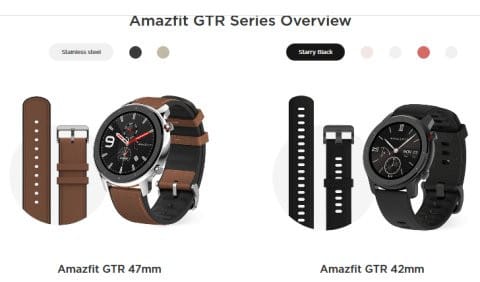 Amazfit GTR Series Overview
Stainless steel
Starry Black
Amazfit GTR 47mm
Amazfit GTR 42mm